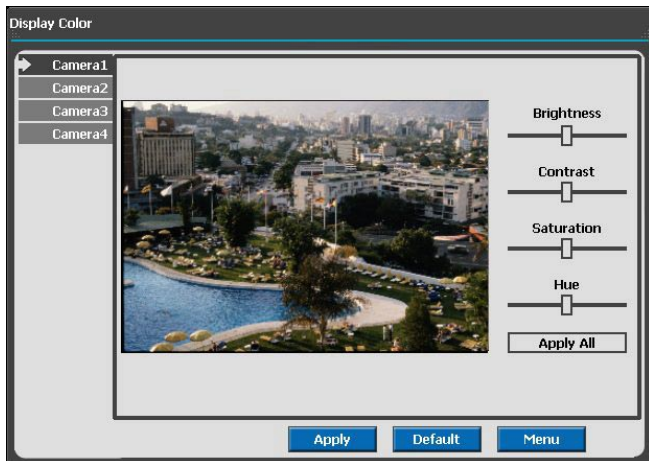 Display Color
Camera1
Camera2
Camera3
Camera4
Brightness
Contrast
Saturation
Hue
Apply All
Apply
Default
Menu